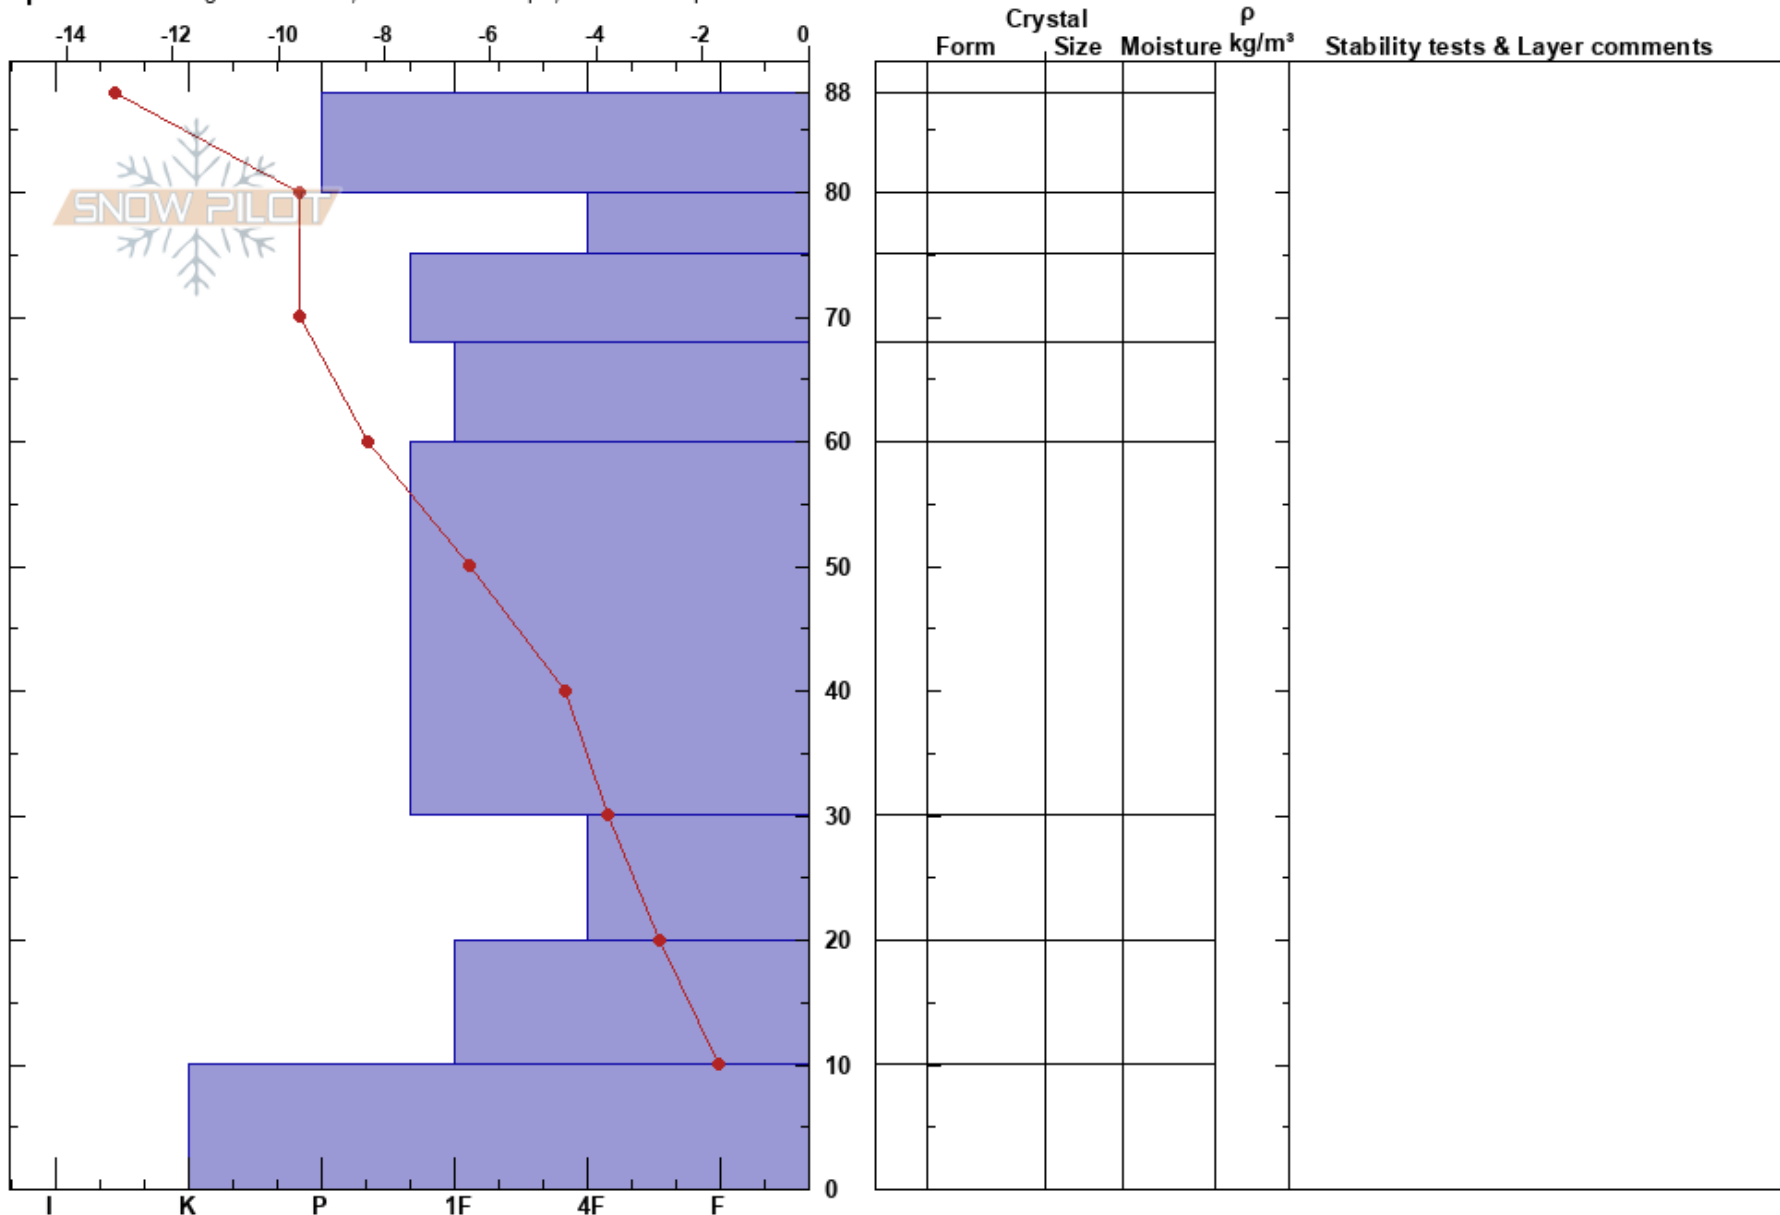 Crystal ρ
Form Size Moisture kg/m³ Stability tests & Layer comments
-14 -12 -10 -8 -6 -4 -2 0
88
80
SNOW PILOT
70
60
50
40
30
20
10
0
I K P 1F 4F F